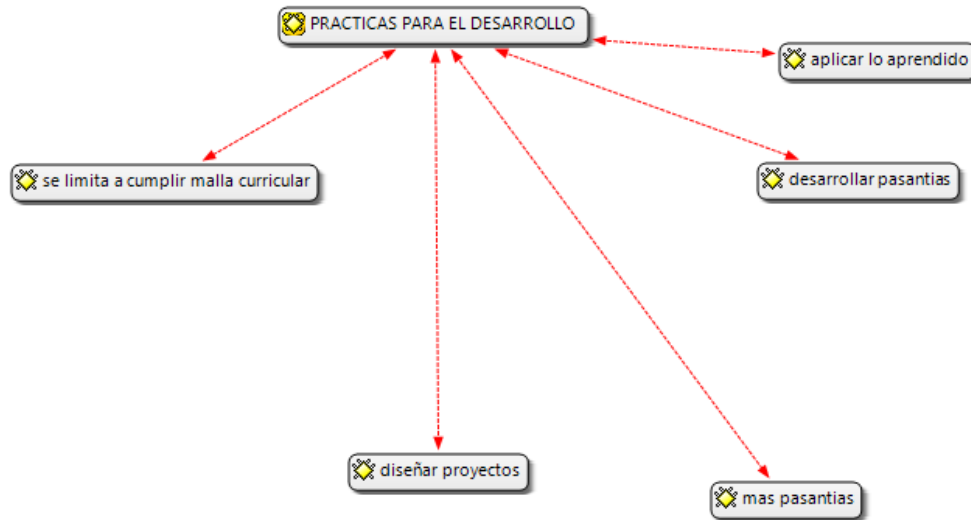 PRACTICAS PARA EL DESARROLLO
aplicar lo aprendido
se limita a cumplir malla curricular
desarrollar pasantias
diseñar proyectos
mas pasantias